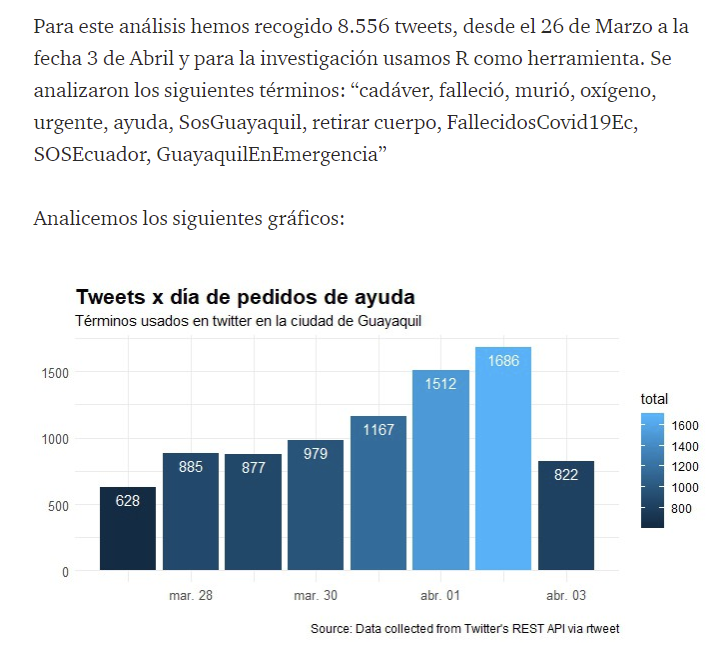 Para este análisis hemos recogido 8.556 tweets, desde el 26 de Marzo a la
fecha 3 de Abril y para la investigación usamos R como herramienta. Se
analizaron los siguientes términos: “cadáver, falleció, murió, oxígeno,
urgente, ayuda, SosGuayaquil, retirar cuerpo, FallecidosCovid19Ec,
SOSEcuador, GuayaquilEnEmergencia”
Analicemos los siguientes gráficos:
Tweets x día de pedidos de ayuda
Términos usados en twitter en la ciudad de Guayaquil
1500
1000
500
0
628
885
877
979
1167
1512
1686
822
mar. 28
mar. 30
abr. 01
abr. 03
total
1600
1400
1200
1000
800
Source: Data collected from Twitter's REST API via rtweet